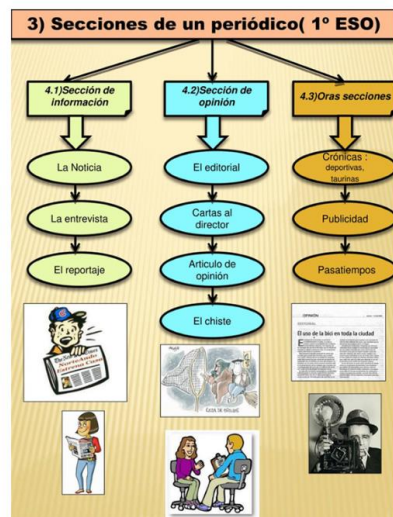 3) Secciones de un periódico( 1º ESO)
4.1)Sección de
información
4.2)Sección de
opinión
4.3)Oras secciones
La Noticia
La entrevista
El reportaje
El editorial
Cartas al
director
Articulo de
opinión
El chiste
Crónicas :
deportivas,
taurinas
Publicidad
Pasatiempos
OPINIÓN
El uso de la bici en toda la ciudad